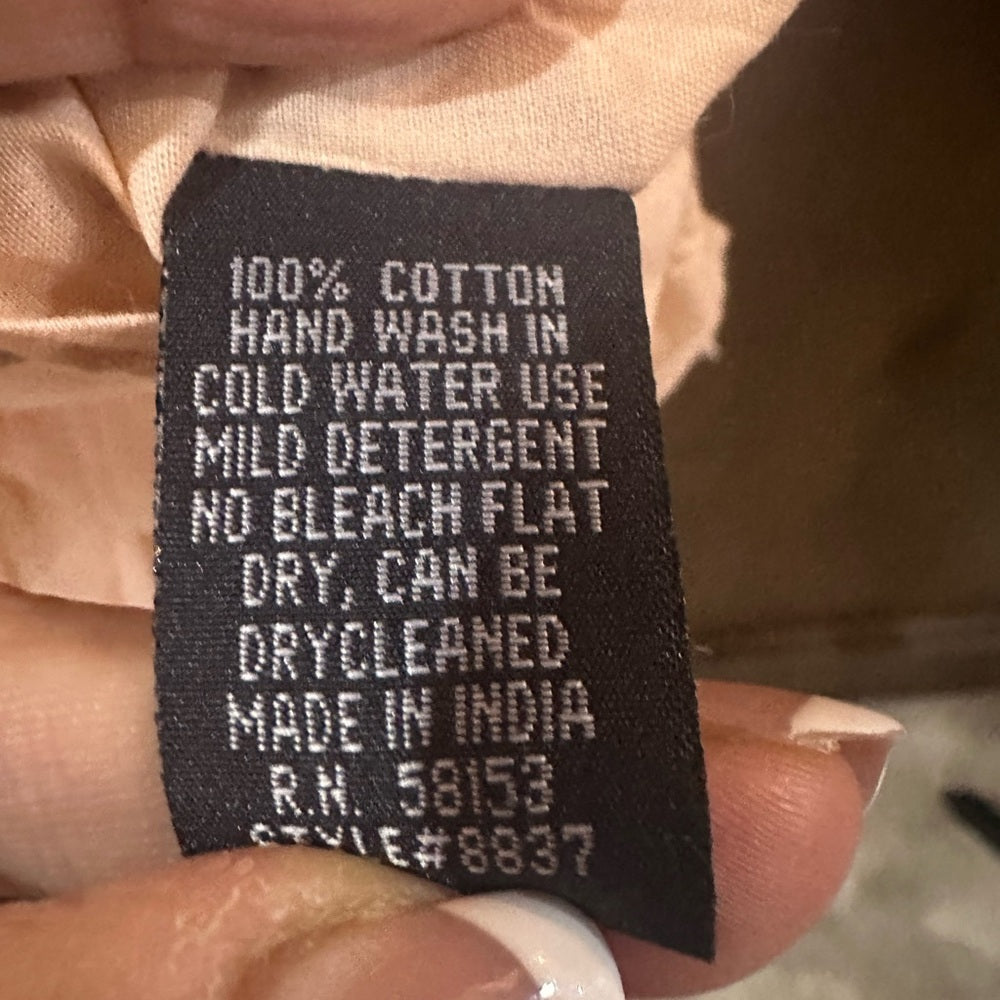 100% COTTON
HAND WASH IN
COLD WATER USE
MILD DETERGENT
NO BLEACH FLAT
DRY, CAN BE
DRYCLEANED
MADE IN INDIA
R.N. 58153
STYLE#8837